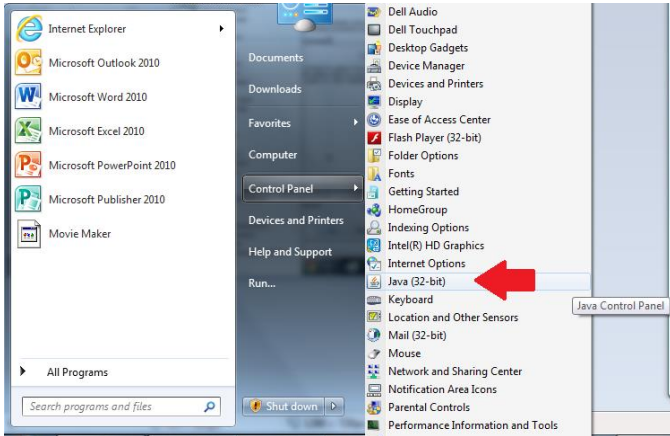 Internet Explorer
Microsoft Outlook 2010
Microsoft Word 2010
Microsoft Excel 2010
Microsoft PowerPoint 2010
Microsoft Publisher 2010
Movie Maker
All Programs
Search programs and files
Documents
Downloads
Favorites
Computer
Control Panel
Devices and Printers
Help and Support
Run...
Shut down
Dell Audio
Dell Touchpad
Desktop Gadgets
Device Manager
Devices and Printers
Display
Ease of Access Center
Flash Player (32-bit)
Folder Options
Fonts
Getting Started
HomeGroup
Indexing Options
Intel(R) HD Graphics
Internet Options
Java (32-bit)
Keyboard
Location and Other Sensors
Mail (32-bit)
Mouse
Network and Sharing Center
Notification Area Icons
Parental Controls
Performance Information and Tools
Java Control Panel